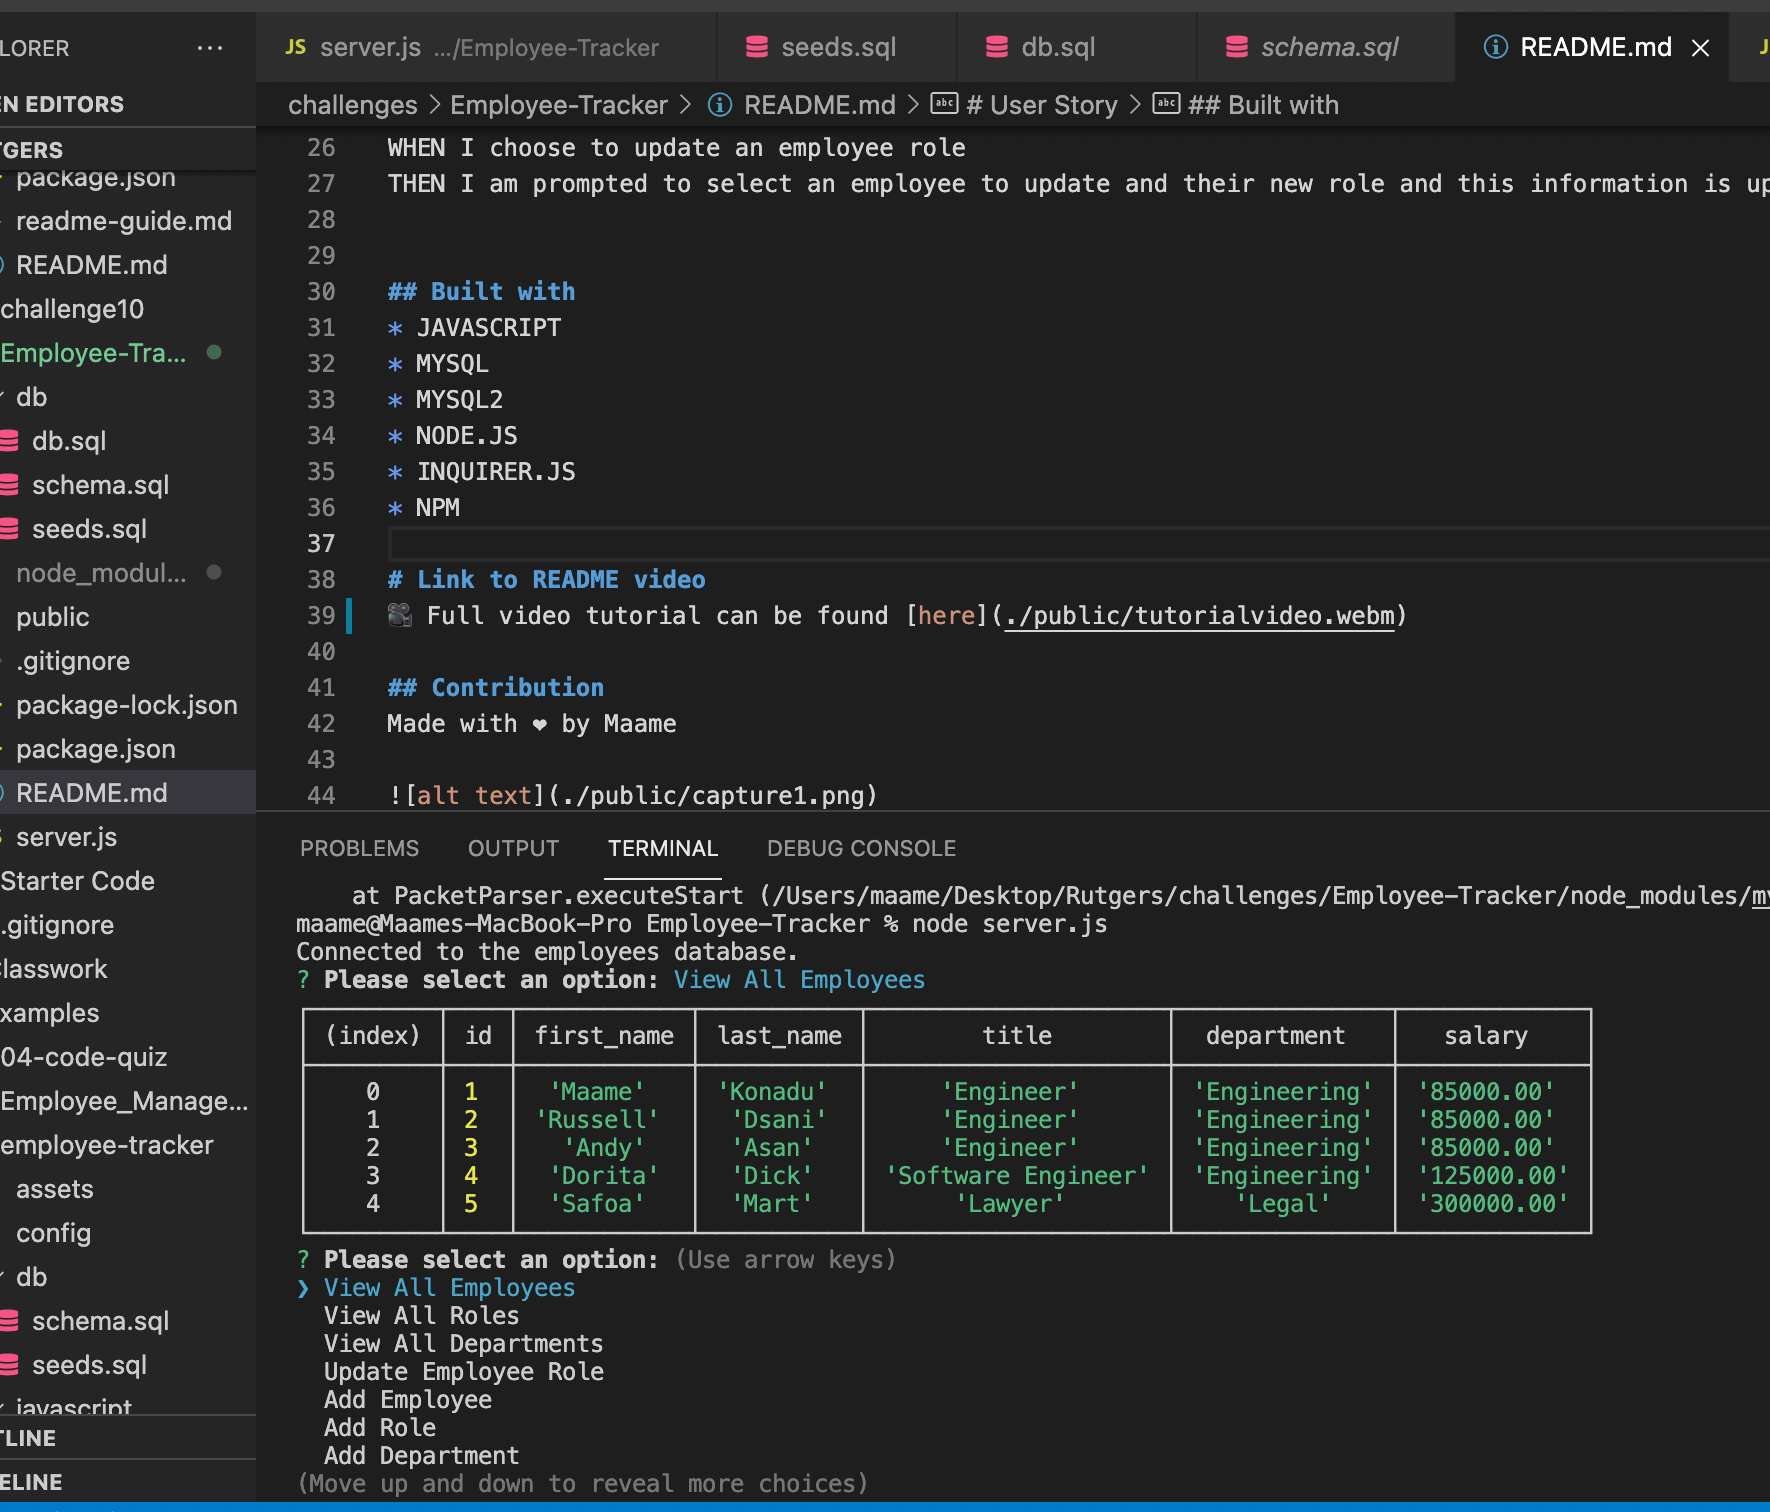 LORER ...
EN EDITORS
TGERS
package.json
readme-guide.md
README.md
challenge10
Employee-Tra...
db
db.sql
schema.sql
seeds.sql
node_modul...
public
.gitignore
package-lock.json
package.json
README.md
server.js
Starter Code
.gitignore
lasswork
xamples
04-code-quiz
Employee_Manage...
employee-tracker
assets
config
db
schema.sql
seeds.sql
javascript
TLINE
ELINE
JS server.js .../Employee-Tracker seeds.sql db.sql schema.sql README.md
challenges > Employee-Tracker > README.md > # User Story > ## Built with
26 WHEN I choose to update an employee role
27 THEN I am prompted to select an employee to update and their new role and this information is up
28
29
30 ## Built with
31 * JAVASCRIPT
32 * MYSQL
33 * MYSQL2
34 * NODE.JS
35 * INQUIRER.JS
36 * NPM
37
38 # Link to README video
39 🎥 Full video tutorial can be found [here](./public/tutorialvideo.webm)
40
41 ## Contribution
42 Made with ❤ by Maame
43
44 ![alt text](./public/capture1.png)
PROBLEMS OUTPUT TERMINAL DEBUG CONSOLE
at PacketParser.executeStart (/Users/maame/Desktop/Rutgers/challenges/Employee-Tracker/node_modules/my
maame@Maames-MacBook-Pro Employee-Tracker % node server.js
Connected to the employees database.
? Please select an option: View All Employees
(index) id first_name last_name title department salary
0 1 'Maame' 'Konadu' 'Engineer' 'Engineering' '85000.00'
1 2 'Russell' 'Dsani' 'Engineer' 'Engineering' '85000.00'
2 3 'Andy' 'Asan' 'Engineer' 'Engineering' '85000.00'
3 4 'Dorita' 'Dick' 'Software Engineer' 'Engineering' '125000.00'
4 5 'Safoa' 'Mart' 'Lawyer' 'Legal' '300000.00'
? Please select an option: (Use arrow keys)
❯ View All Employees
View All Roles
View All Departments
Update Employee Role
Add Employee
Add Role
Add Department
(Move up and down to reveal more choices)